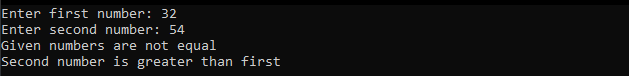 Enter first number: 32
Enter second number: 54
Given numbers are not equal
Second number is greater than first